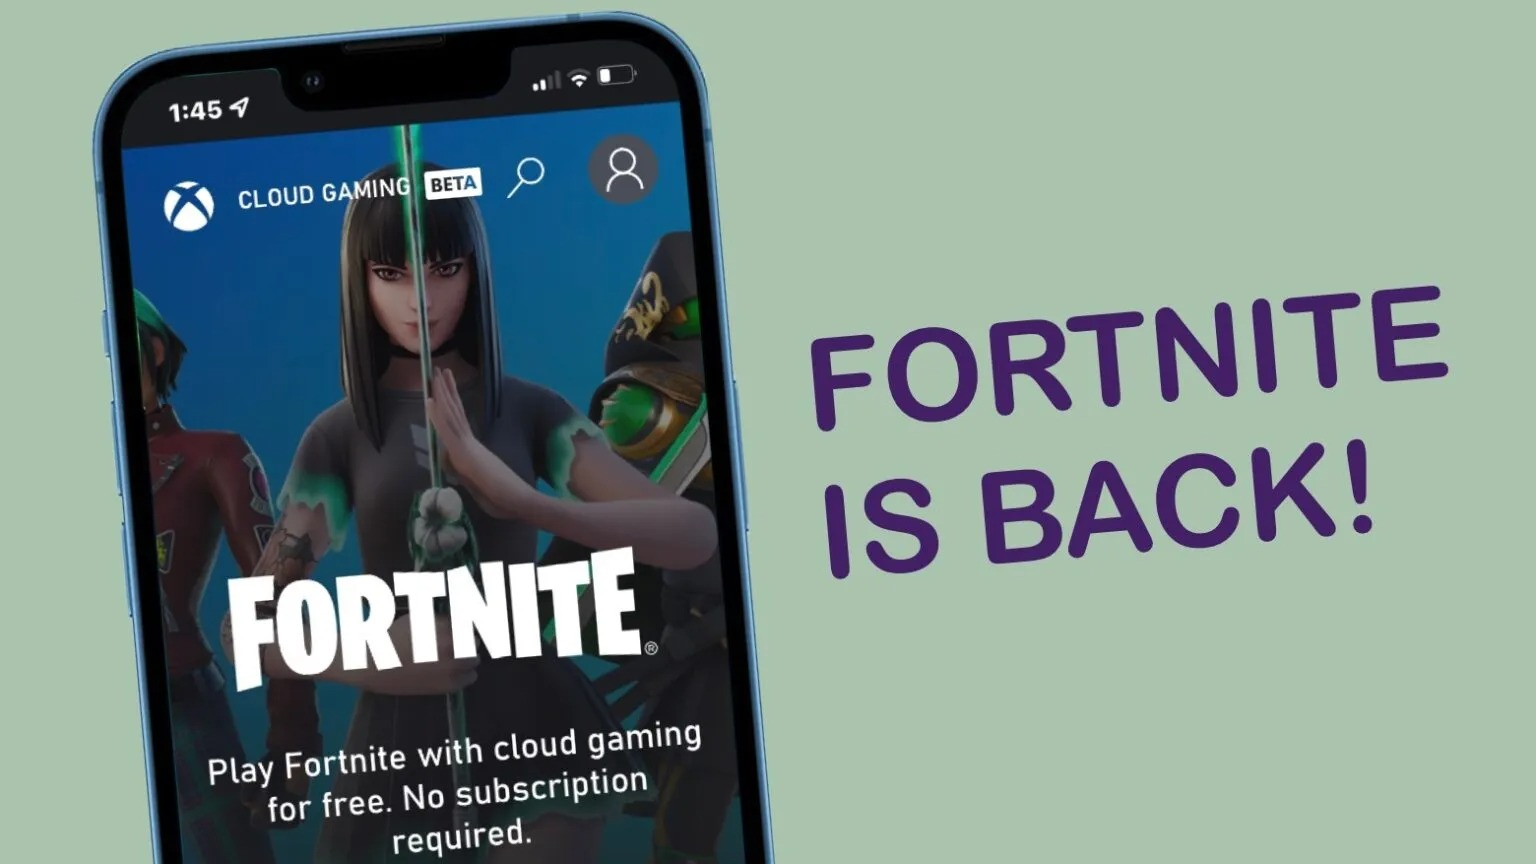 1:45
CLOUD GAMING BETA
FORTNITE®
Play Fortnite with cloud gaming
for free. No subscription
required.
FORTNITE
IS BACK!